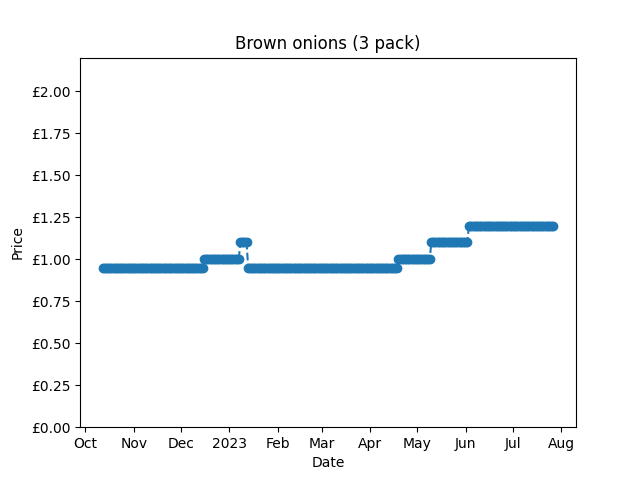 Brown onions (3 pack)
£2.00
£1.75
£1.50
£1.25
£1.00
£0.75
£0.50
£0.25
£0.00
Price
Oct Nov Dec 2023 Feb Mar Apr May Jun Jul Aug
Date